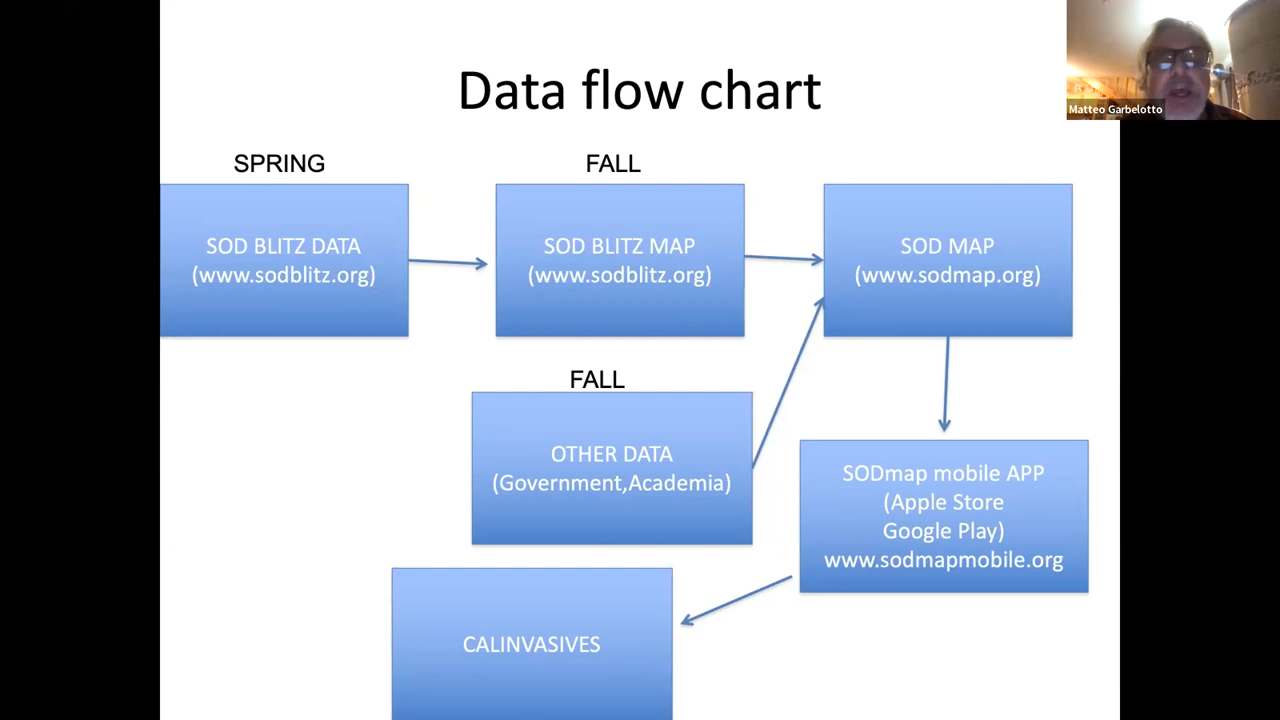 Data flow chart
Matteo Garbelotto
SPRING
FALL
SOD BLITZ DATA
(www.sodblitz.org)
SOD BLITZ MAP
(www.sodblitz.org)
SOD MAP
(www.sodmap.org)
FALL
OTHER DATA
(Government,Academia)
SODmap mobile APP
(Apple Store
Google Play)
www.sodmapmobile.org
CALINVASIVES